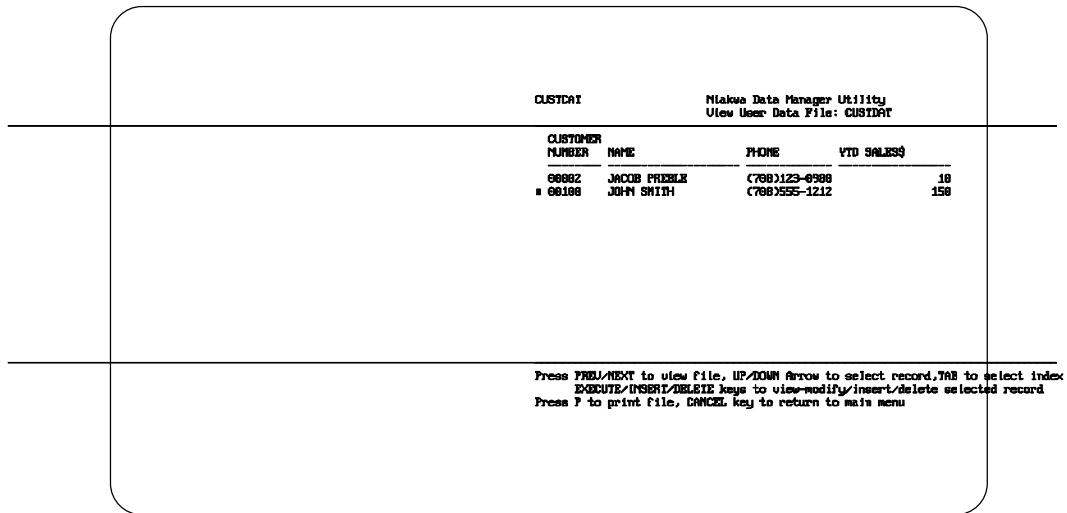 CUSTCAT Niakwa Data Manager Utility
View User Data File: CUSTDAT
CUSTOMER
NUMBER NAME PHONE YTD SALES$
00002 JACOB PREBLE (708)123-0980 10
* 00100 JOHN SMITH (708)555-1212 150
Press PREV/NEXT to view file, UP/DOWN Arrow to select record,TAB to select index
EXECUTE/INSERT/DELETE keys to view-modify/insert/delete selected record
Press P to print file, CANCEL key to return to main menu